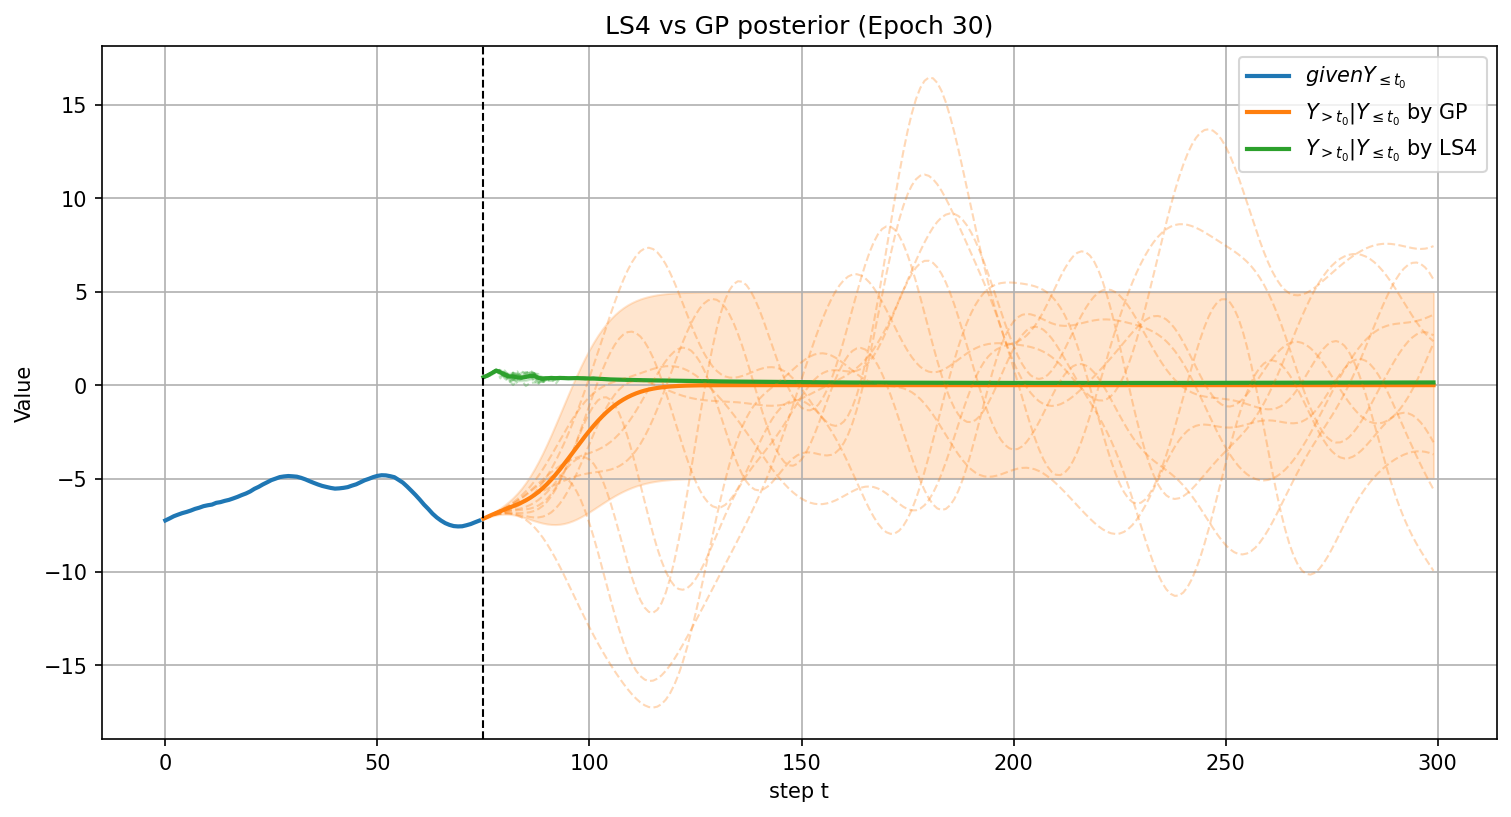 LS4 vs GP posterior (Epoch 30)
givenY≤t₀
Y>t₀|Y≤t₀ by GP
Y>t₀|Y≤t₀ by LS4
Value
15
10
5
0
−5
−10
−15
0 50 100 150 200 250 300
step t